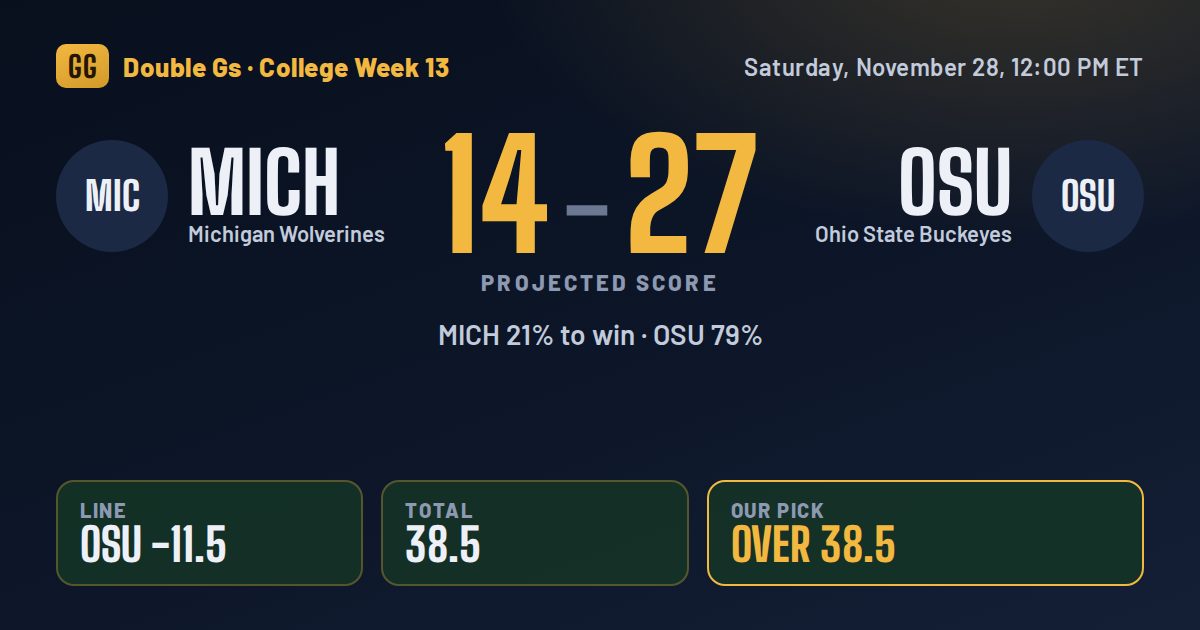 GG
Double Gs · College Week 13
Saturday, November 28, 12:00 PM ET
MIC
MICH
Michigan Wolverines
14 – 27
OSU
Ohio State Buckeyes
OSU
PROJECTED SCORE
MICH 21% to win · OSU 79%
LINE
OSU −11.5
TOTAL
38.5
OUR PICK
OVER 38.5